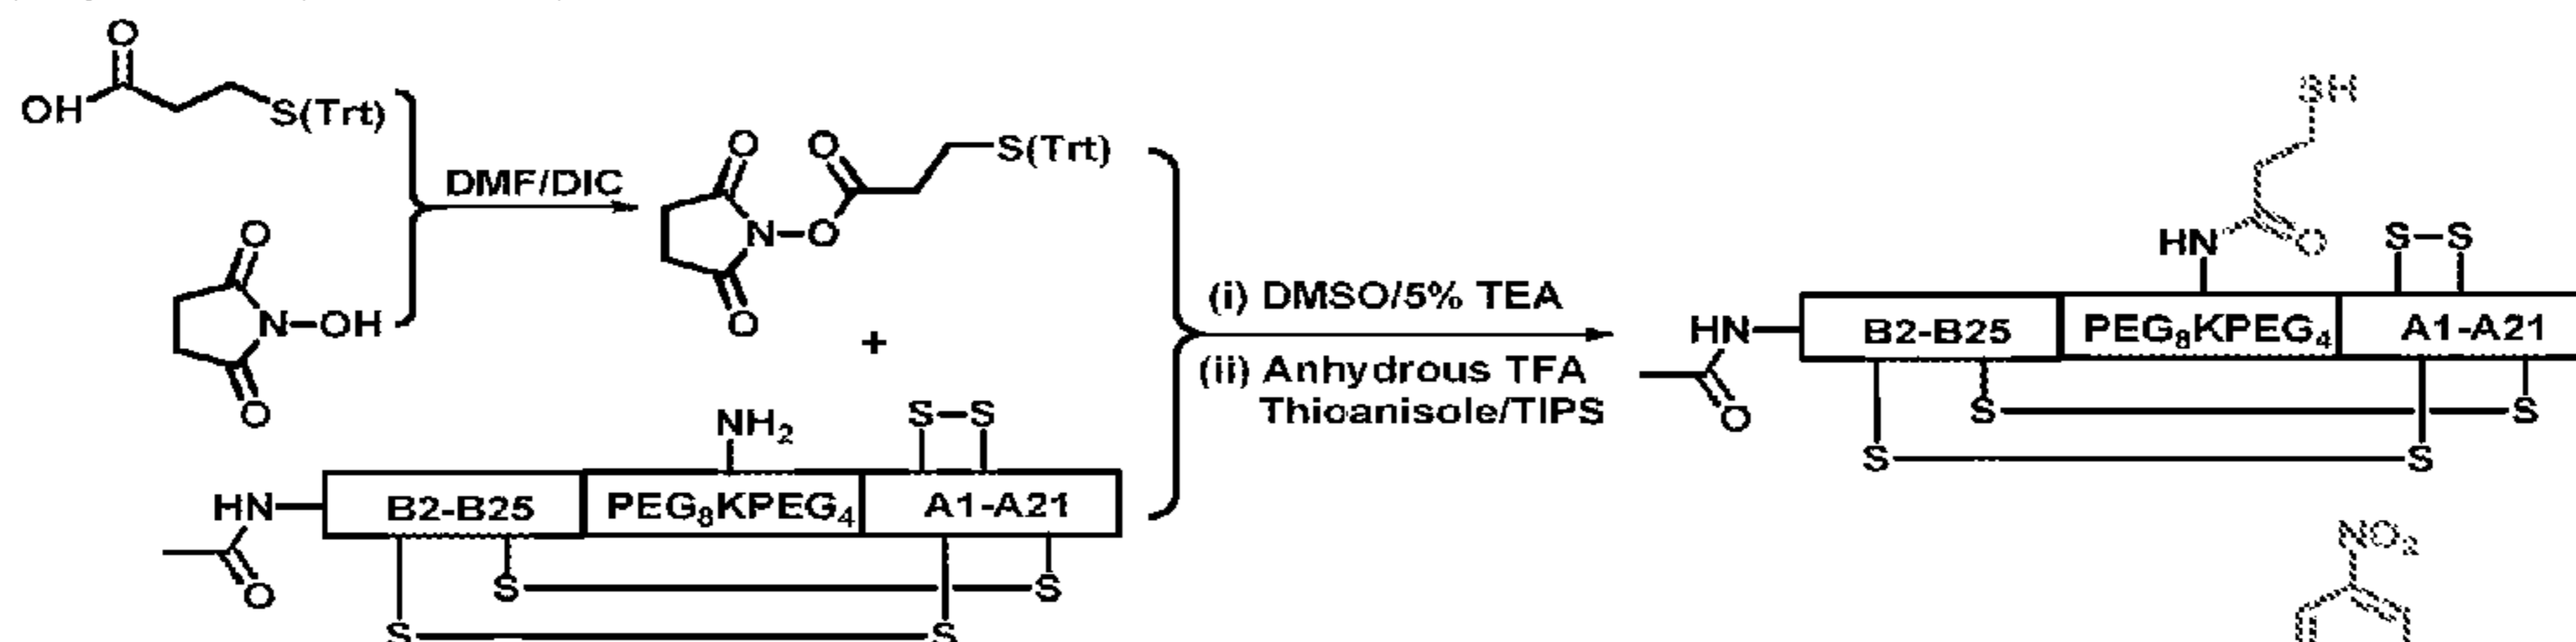 O
OH
S(Trt)
DMF/DIC
O
O
N-OH
O
O
O
S(Trt)
N-O
O
+
NH₂
S-S
HN
B2-B25
PEG₈KPEG₄
A1-A21
O
S
S
S
S
(i) DMSO/5% TEA
(ii) Anhydrous TFA
Thioanisole/TIPS
SH
HN
O
S-S
HN
B2-B25
PEG₈KPEG₄
A1-A21
O
S
S
S
S
NO₂